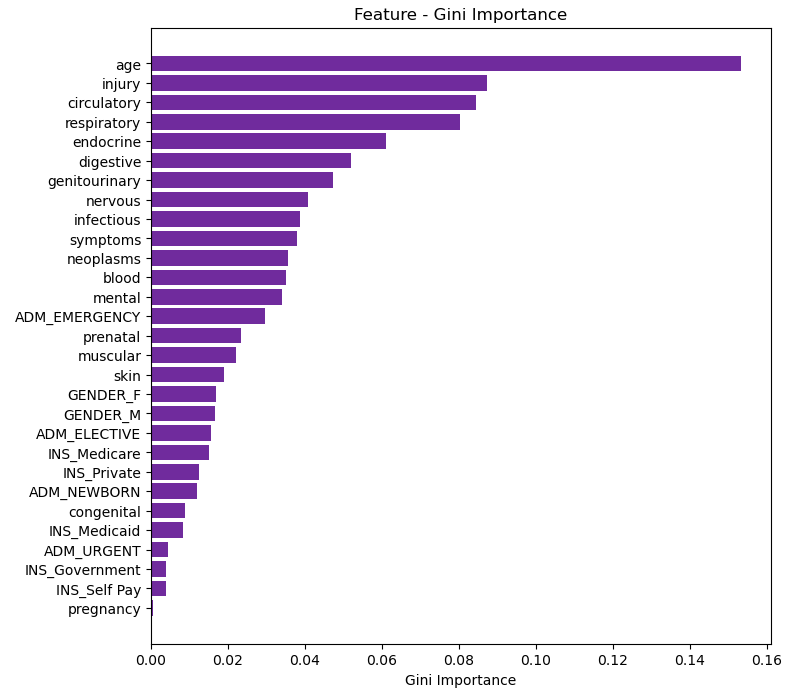 Feature - Gini Importance
age
injury
circulatory
respiratory
endocrine
digestive
genitourinary
nervous
infectious
symptoms
neoplasms
blood
mental
ADM_EMERGENCY
prenatal
muscular
skin
GENDER_F
GENDER_M
ADM_ELECTIVE
INS_Medicare
INS_Private
ADM_NEWBORN
congenital
INS_Medicaid
ADM_URGENT
INS_Government
INS_Self Pay
pregnancy
0.00 0.02 0.04 0.06 0.08 0.10 0.12 0.14 0.16
Gini Importance